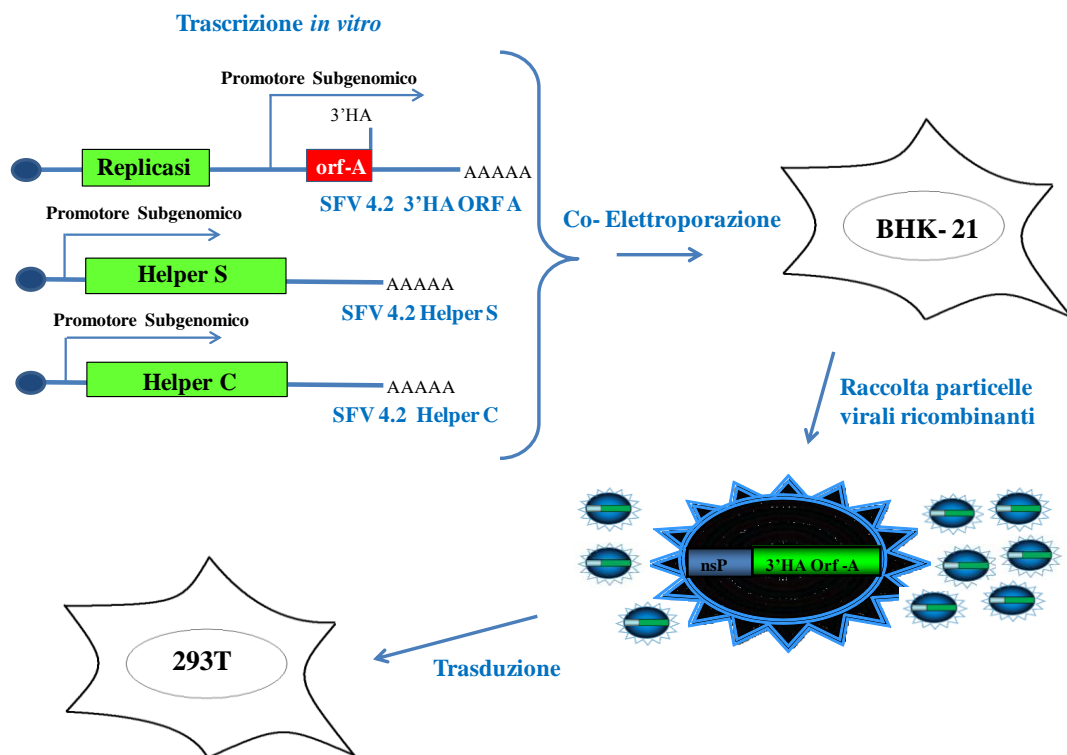 Trascrizione in vitro
Promotore Subgenomico
3'HA
Replicasi
orf-A
AAAAA
SFV 4.2 3'HA ORF A
Promotore Subgenomico
Helper S
AAAAA
SFV 4.2 Helper S
Promotore Subgenomico
Helper C
AAAAA
SFV 4.2 Helper C
Co- Elettroporazione
BHK- 21
Raccolta particelle
virali ricombinanti
nsP
3'HA Orf -A
Trasduzione
293T